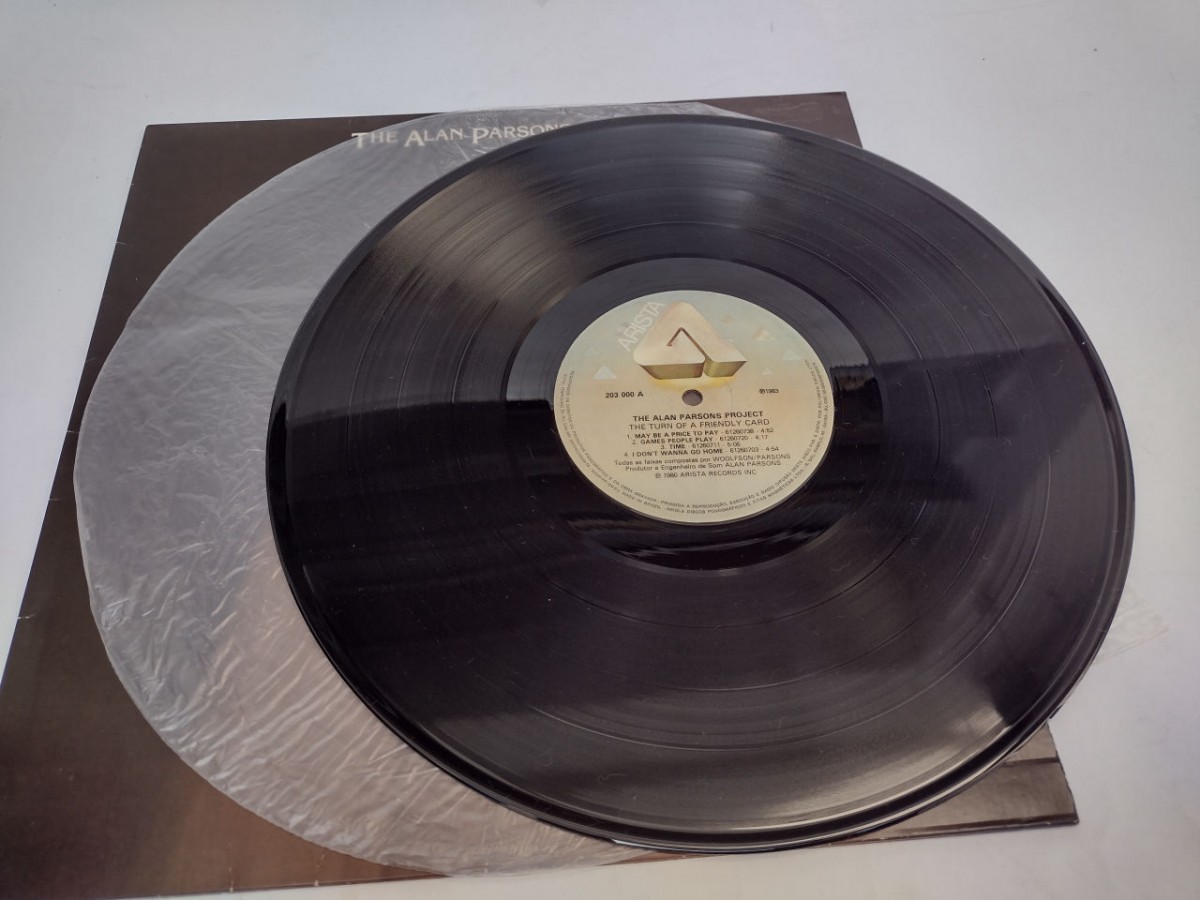 THE ALAN PARSONS
ARISTA
203 000 A
℗1983
THE ALAN PARSONS PROJECT
THE TURN OF A FRIENDLY CARD
1. MAY BE A PRICE TO PAY - 61260738 - 4:52
2. GAMES PEOPLE PLAY - 61260720 - 4:17
3. TIME - 61260711 - 5:06
4. I DON'T WANNA GO HOME - 61260703 - 4:54
Todas as faixas compostas por WOOLFSON/PARSONS
Produtor e Engenheiro de Som ALAN PARSONS
© 1980 ARISTA RECORDS INC